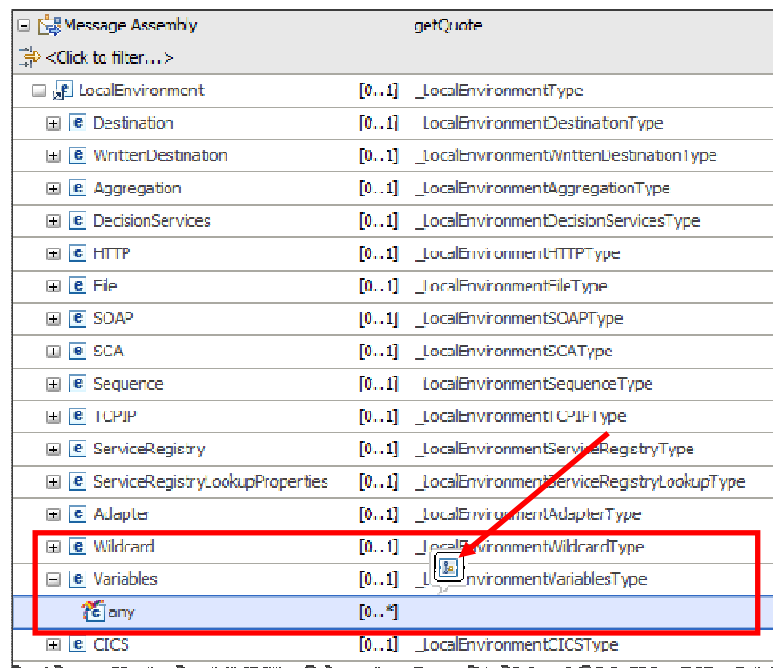 Message Assembly getQuote
<Click to filter...>
LocalEnvironment [0..1] _LocalEnvironmentType
Destination [0..1] _LocalEnvironmentDestinationType
WrittenDestination [0..1] _LocalEnvironmentWrittenDestinationType
Aggregation [0..1] _LocalEnvironmentAggregationType
DecisionServices [0..1] _LocalEnvironmentDecisionServicesType
HTTP [0..1] _LocalEnvironmentHTTPType
File [0..1] _LocalEnvironmentFileType
SOAP [0..1] _LocalEnvironmentSOAPType
SCA [0..1] _LocalEnvironmentSCAType
Sequence [0..1] _LocalEnvironmentSequenceType
TCPIP [0..1] _LocalEnvironmentTCPIPType
ServiceRegistry [0..1] _LocalEnvironmentServiceRegistryType
ServiceRegistryLookupProperties [0..1] _LocalEnvironmentServiceRegistryLookupType
Adapter [0..1] _LocalEnvironmentAdapterType
Wildcard [0..1] _LocalEnvironmentWildcardType
Variables [0..1] EnvironmentVariablesType
any [0..*]
CICS [0..1] _LocalEnvironmentCICSType